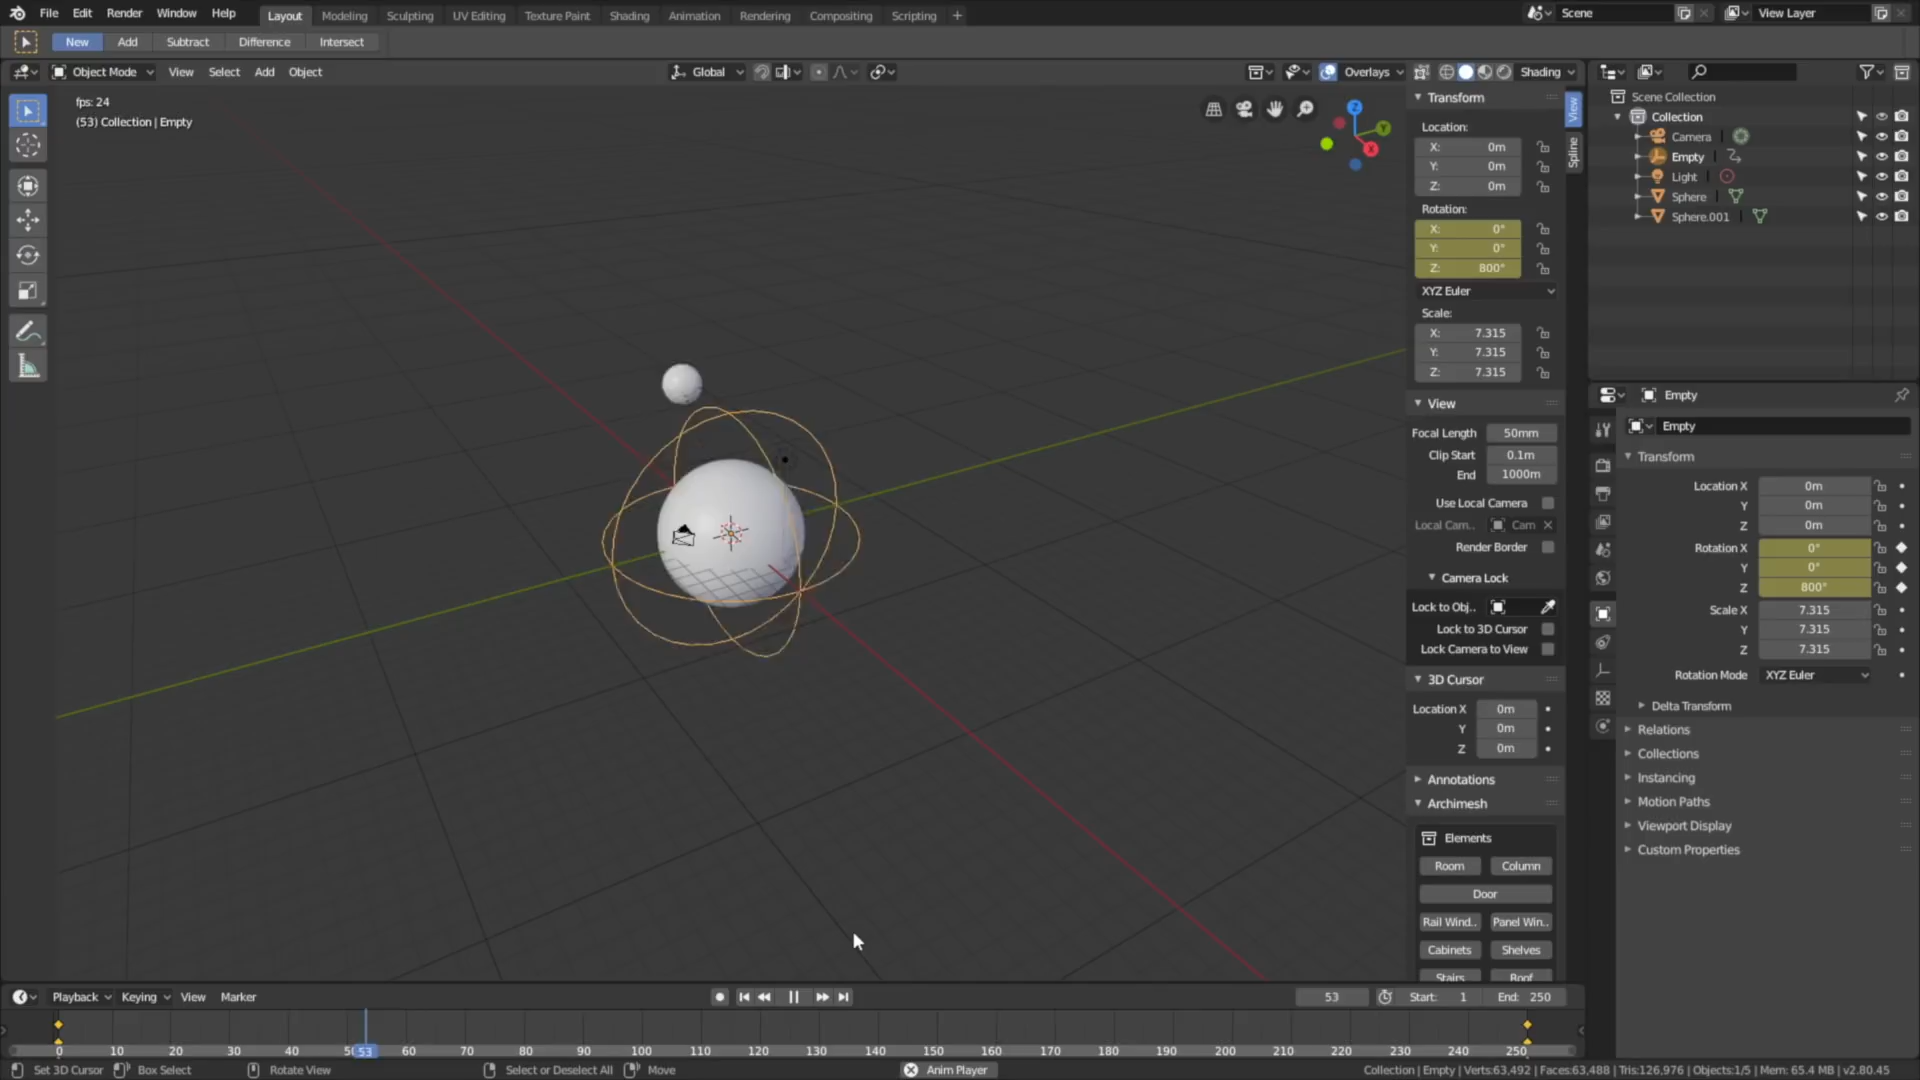 File Edit Render Window Help Layout Modeling Sculpting UV Editing Texture Paint Shading Animation Rendering Compositing Scripting + Scene View Layer
New Add Subtract Difference Intersect
Object Mode View Select Add Object Global Overlays Shading
fps: 24
(53) Collection | Empty
Z
Y
X
Transform
Location:
X: 0m
Y: 0m
Z: 0m
Rotation:
X: 0°
Y: 0°
Z: 800°
XYZ Euler
Scale:
X: 7.315
Y: 7.315
Z: 7.315
View
Focal Length 50mm
Clip Start 0.1m
End 1000m
Use Local Camera
Local Cam.. Cam
Render Border
Camera Lock
Lock to Obj..
Lock to 3D Cursor
Lock Camera to View
3D Cursor
Location X 0m
Y 0m
Z 0m
Annotations
Archimesh
Elements
Room Column
Door
Rail Wind.. Panel Win..
Cabinets Shelves
Stairs Roof
View
Spline
Scene Collection
Collection
Camera
Empty
Light
Sphere
Sphere.001
Empty
Empty
Transform
Location X 0m
Y 0m
Z 0m
Rotation X 0°
Y 0°
Z 800°
Scale X 7.315
Y 7.315
Z 7.315
Rotation Mode XYZ Euler
Delta Transform
Relations
Collections
Instancing
Motion Paths
Viewport Display
Custom Properties
Playback Keying View Marker 53 Start: 1 End: 250
0 10 20 30 40 53 60 70 80 90 100 110 120 130 140 150 160 170 180 190 200 210 220 230 240 250
Set 3D Cursor Box Select Rotate View Select or Deselect All Move Anim Player Collection | Empty | Verts:63,492 | Faces:63,488 | Tris:126,976 | Objects:1/5 | Mem: 65.4 MB | v2.80.45